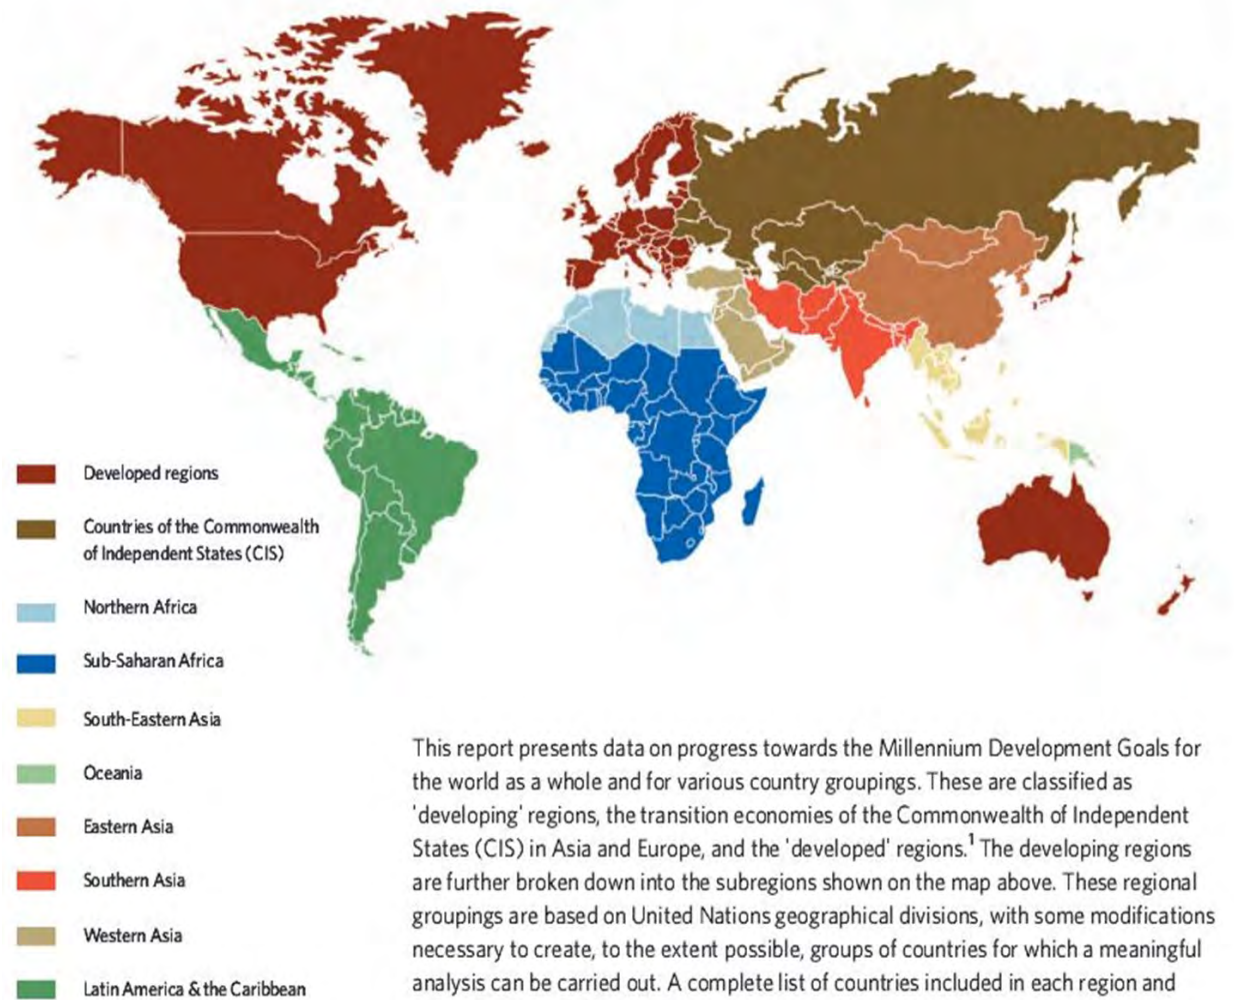 Developed regions
Countries of the Commonwealth
of Independent States (CIS)
Northern Africa
Sub-Saharan Africa
South-Eastern Asia
Oceania
Eastern Asia
Southern Asia
Western Asia
Latin America & the Caribbean
This report presents data on progress towards the Millennium Development Goals for
the world as a whole and for various country groupings. These are classified as
'developing' regions, the transition economies of the Commonwealth of Independent
States (CIS) in Asia and Europe, and the 'developed' regions.¹ The developing regions
are further broken down into the subregions shown on the map above. These regional
groupings are based on United Nations geographical divisions, with some modifications
necessary to create, to the extent possible, groups of countries for which a meaningful
analysis can be carried out. A complete list of countries included in each region and